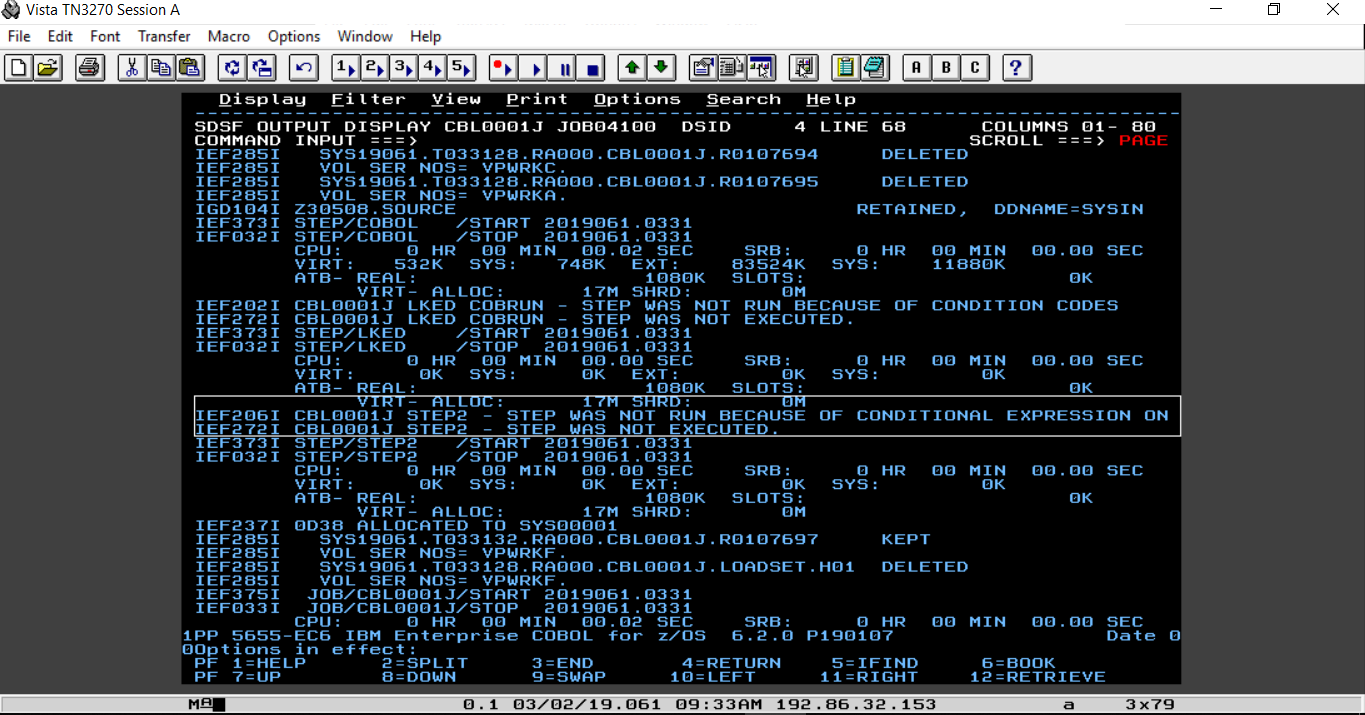 Vista TN3270 Session A
File Edit Font Transfer Macro Options Window Help
1 2 3 4 5 A B C ?
Display Filter View Print Options Search Help
-------------------------------------------------------------------------------
SDSF OUTPUT DISPLAY CBL0001J JOB04100  DSID     4 LINE 68      COLUMNS 01- 80
COMMAND INPUT ===>                                            SCROLL ===> PAGE
IEF285I   SYS19061.T033128.RA000.CBL0001J.R0107694     DELETED
IEF285I   VOL SER NOS= VPWRKC.
IEF285I   SYS19061.T033128.RA000.CBL0001J.R0107695     DELETED
IEF285I   VOL SER NOS= VPWRKA.
IGD104I Z30508.SOURCE                                RETAINED,  DDNAME=SYSIN
IEF373I STEP/COBOL   /START 2019061.0331
IEF032I STEP/COBOL   /STOP  2019061.0331
CPU:     0 HR  00 MIN  00.02 SEC    SRB:     0 HR  00 MIN  00.00 SEC
VIRT:   532K  SYS:   748K  EXT:    83524K  SYS:    11880K
ATB- REAL:                  1080K  SLOTS:                     0K
VIRT- ALLOC:      17M SHRD:       0M
IEF202I CBL0001J LKED COBRUN - STEP WAS NOT RUN BECAUSE OF CONDITION CODES
IEF272I CBL0001J LKED COBRUN - STEP WAS NOT EXECUTED.
IEF373I STEP/LKED    /START 2019061.0331
IEF032I STEP/LKED    /STOP  2019061.0331
CPU:     0 HR  00 MIN  00.00 SEC    SRB:     0 HR  00 MIN  00.00 SEC
VIRT:     0K  SYS:     0K  EXT:        0K  SYS:        0K
ATB- REAL:                  1080K  SLOTS:                     0K
VIRT- ALLOC:      17M SHRD:       0M
IEF206I CBL0001J STEP2 - STEP WAS NOT RUN BECAUSE OF CONDITIONAL EXPRESSION ON
IEF272I CBL0001J STEP2 - STEP WAS NOT EXECUTED.
IEF373I STEP/STEP2   /START 2019061.0331
IEF032I STEP/STEP2   /STOP  2019061.0331
CPU:     0 HR  00 MIN  00.00 SEC    SRB:     0 HR  00 MIN  00.00 SEC
VIRT:     0K  SYS:     0K  EXT:        0K  SYS:        0K
ATB- REAL:                  1080K  SLOTS:                     0K
VIRT- ALLOC:      17M SHRD:       0M
IEF237I 0D38 ALLOCATED TO SYS00001
IEF285I   SYS19061.T033132.RA000.CBL0001J.R0107697     KEPT
IEF285I   VOL SER NOS= VPWRKF.
IEF285I   SYS19061.T033128.RA000.CBL0001J.LOADSET.H01  DELETED
IEF285I   VOL SER NOS= VPWRKF.
IEF375I  JOB/CBL0001J/START 2019061.0331
IEF033I  JOB/CBL0001J/STOP  2019061.0331
CPU:     0 HR  00 MIN  00.02 SEC    SRB:     0 HR  00 MIN  00.00 SEC
1PP 5655-EC6 IBM Enterprise COBOL for z/OS  6.2.0 P190107                 Date 0
0Options in effect:
PF 1=HELP      2=SPLIT     3=END       4=RETURN    5=IFIND     6=BOOK
PF 7=UP        8=DOWN      9=SWAP     10=LEFT     11=RIGHT    12=RETRIEVE
MA 0.1 03/02/19.061 09:33AM 192.86.32.153 a 3x79